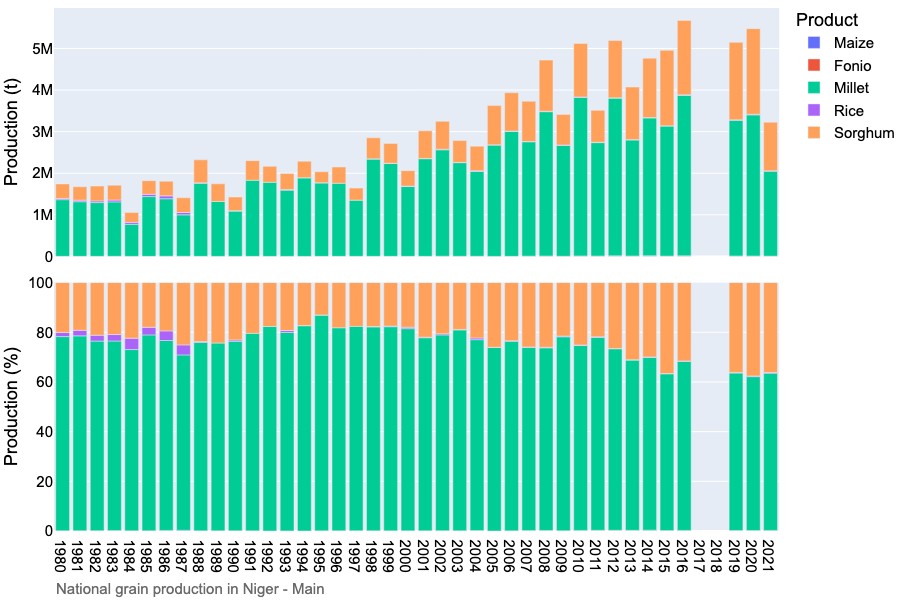 Product
Maize
Fonio
Millet
Rice
Sorghum
Production (t)
5M
4M
3M
2M
1M
0
Production (%)
100
80
60
40
20
0
1980 1981 1982 1983 1984 1985 1986 1987 1988 1989 1990 1991 1992 1993 1994 1995 1996 1997 1998 1999 2000 2001 2002 2003 2004 2005 2006 2007 2008 2009 2010 2011 2012 2013 2014 2015 2016 2017 2018 2019 2020 2021
National grain production in Niger - Main